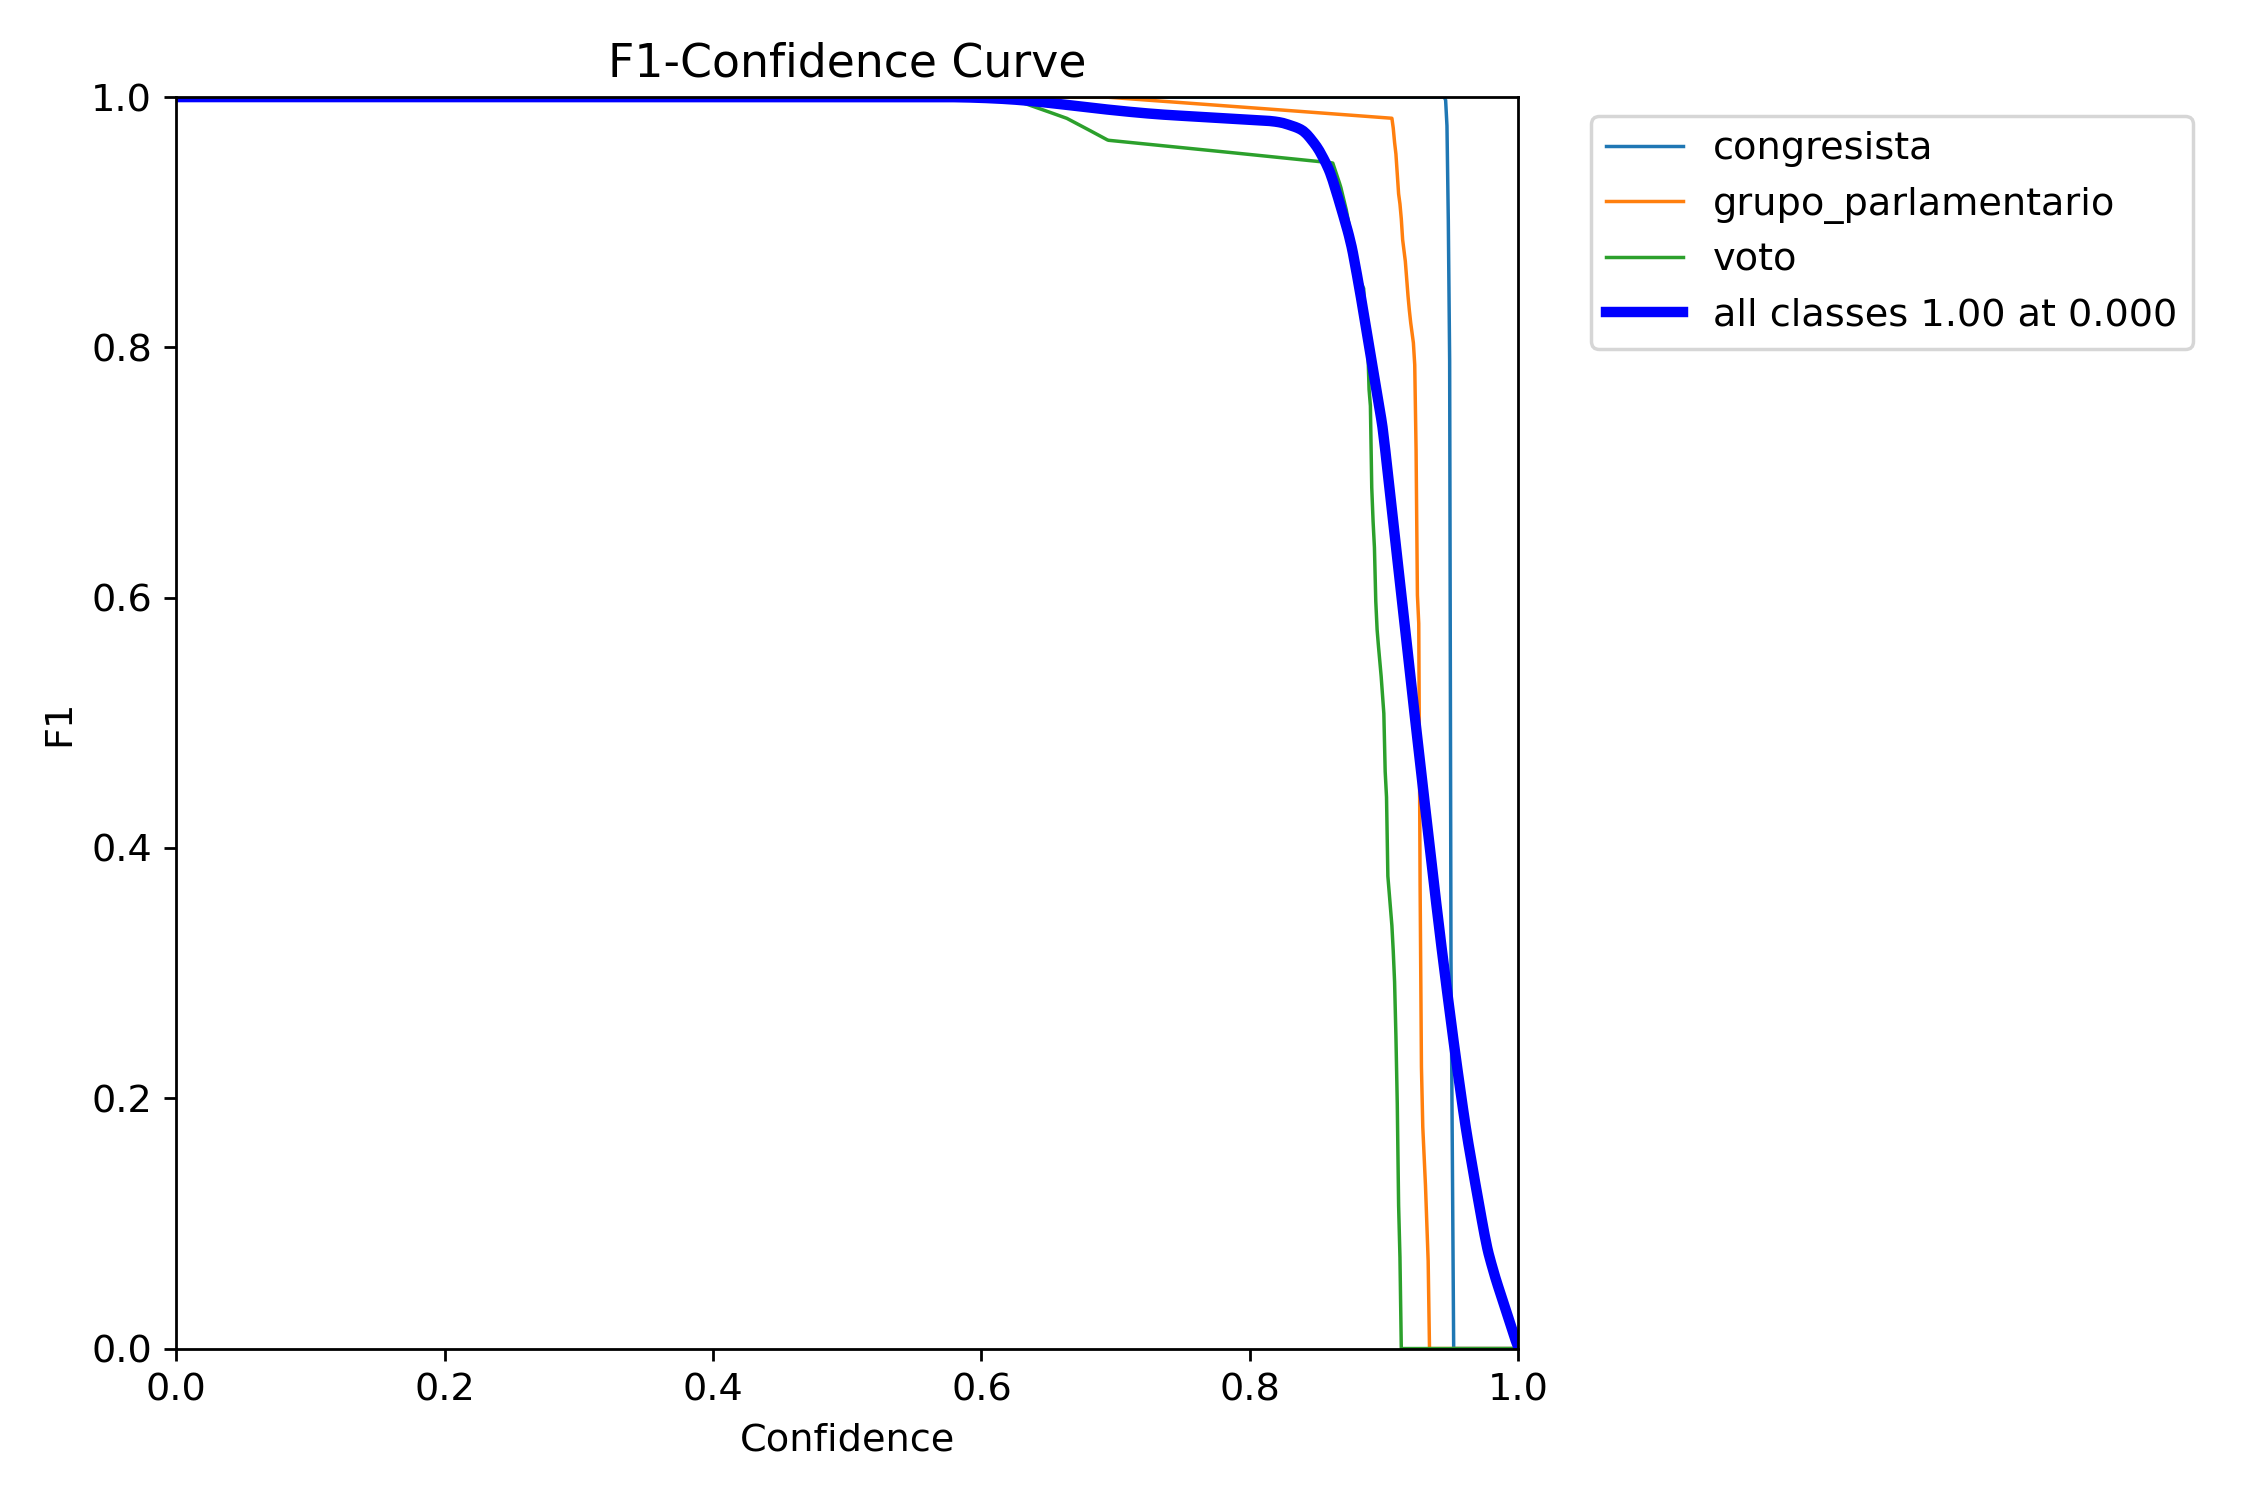 F1-Confidence Curve
1.0
0.8
0.6
0.4
0.2
0.0
F1
0.0 0.2 0.4 0.6 0.8 1.0
Confidence
congresista
grupo_parlamentario
voto
all classes 1.00 at 0.000